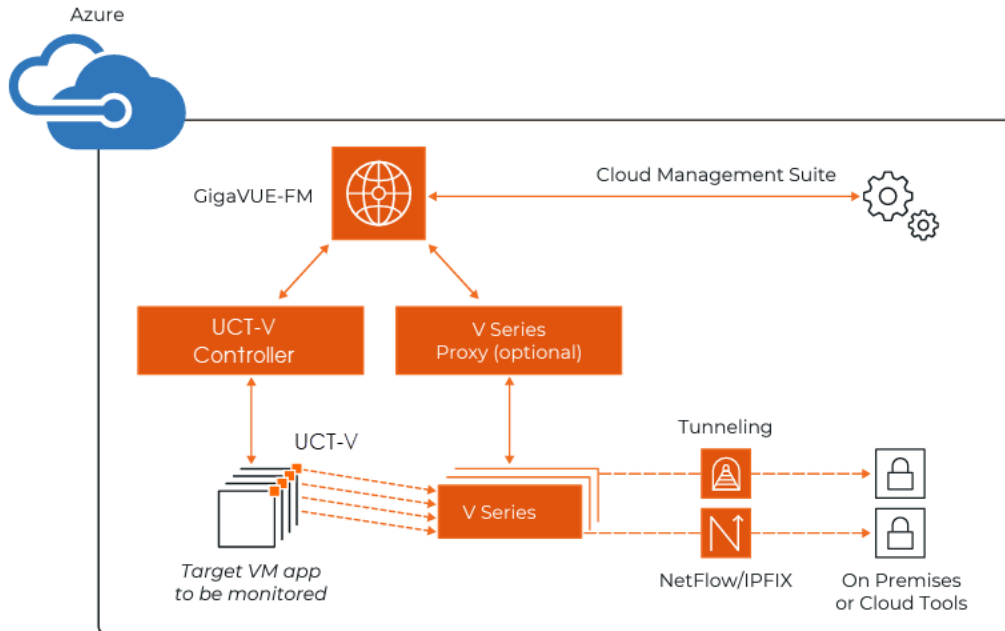 Azure
GigaVUE-FM
Cloud Management Suite
UCT-V
Controller
V Series
Proxy (optional)
UCT-V
Tunneling
V Series
Target VM app
to be monitored
NetFlow/IPFIX
On Premises
or Cloud Tools